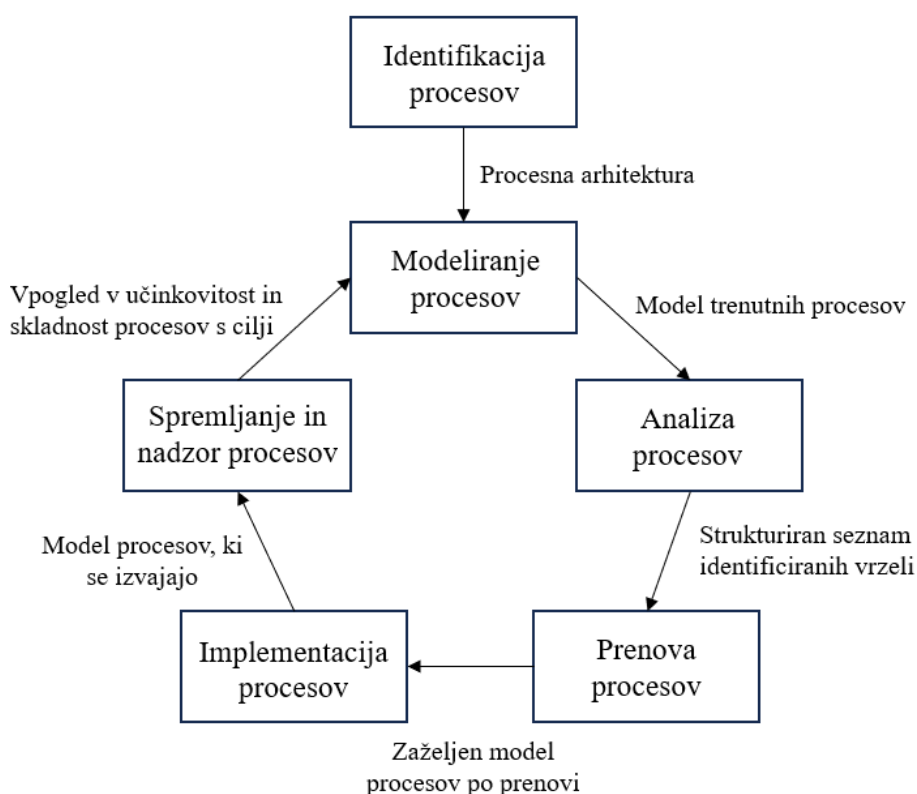 Identifikacija
procesov
Procesna arhitektura
Modeliranje
procesov
Vpogled v učinkovitost in
skladnost procesov s cilji
Model trenutnih procesov
Spremljanje in
nadzor procesov
Analiza
procesov
Model procesov, ki
se izvajajo
Strukturiran seznam
identificiranih vrzeli
Implementacija
procesov
Prenova
procesov
Zaželjen model
procesov po prenovi